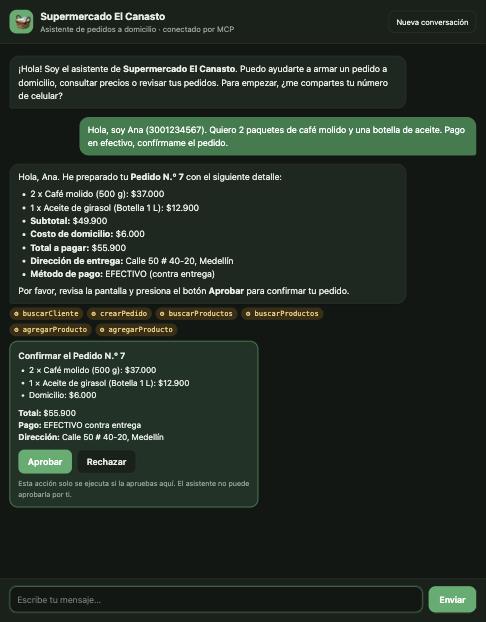 Supermercado El Canasto
Asistente de pedidos a domicilio · conectado por MCP
Nueva conversación
¡Hola! Soy el asistente de Supermercado El Canasto. Puedo ayudarte a armar un pedido a
domicilio, consultar precios o revisar tus pedidos. Para empezar, ¿me compartes tu número
de celular?
Hola, soy Ana (3001234567). Quiero 2 paquetes de café molido y una botella de aceite. Pago
en efectivo, confírmame el pedido.
Hola, Ana. He preparado tu Pedido N.° 7 con el siguiente detalle:
• 2 x Café molido (500 g): $37.000
• 1 x Aceite de girasol (Botella 1 L): $12.900
• Subtotal: $49.900
• Costo de domicilio: $6.000
• Total a pagar: $55.900
• Dirección de entrega: Calle 50 # 40-20, Medellín
• Método de pago: EFECTIVO (contra entrega)
Por favor, revisa la pantalla y presiona el botón Aprobar para confirmar tu pedido.
buscarCliente crearPedido buscarProductos buscarProductos
agregarProducto agregarProducto
Confirmar el Pedido N.° 7
• 2 × Café molido (500 g): $37.000
• 1 × Aceite de girasol (Botella 1 L): $12.900
• Domicilio: $6.000
Total: $55.900
Pago: EFECTIVO contra entrega
Dirección: Calle 50 # 40-20, Medellín
Aprobar Rechazar
Esta acción solo se ejecuta si la apruebas aquí. El asistente no puede
aprobarla por ti.
Escribe tu mensaje...
Enviar